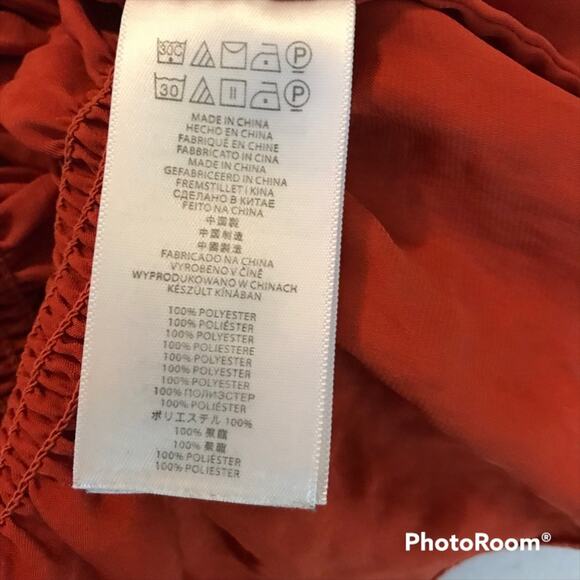 30C P
30 P
MADE IN CHINA
HECHO EN CHINA
FABRIQUÉ EN CHINE
FABBRICATO IN CINA
MADE IN CHINA
GEFABRICEERD IN CHINA
FREMSTILLET I KINA
СДЕЛАНО В КИТАЕ
FEITO NA CHINA
中国製
中国制造
中國製造
FABRICADO NA CHINA
VYROBENO V ČÍNĚ
WYPRODUKOWANO W CHINACH
KÉSZÜLT KÍNÁBAN
100% POLYESTER
100% POLIÉSTER
100% POLYESTER
100% POLIESTERE
100% POLYESTER
100% POLYESTER
100% POLYESTER
100% ПОЛИЭСТЕР
100% POLIÉSTER
ポリエステル 100%
100% 聚酯
100% 聚酯
100% POLIÉSTER
100% POLYESTER
PhotoRoom®